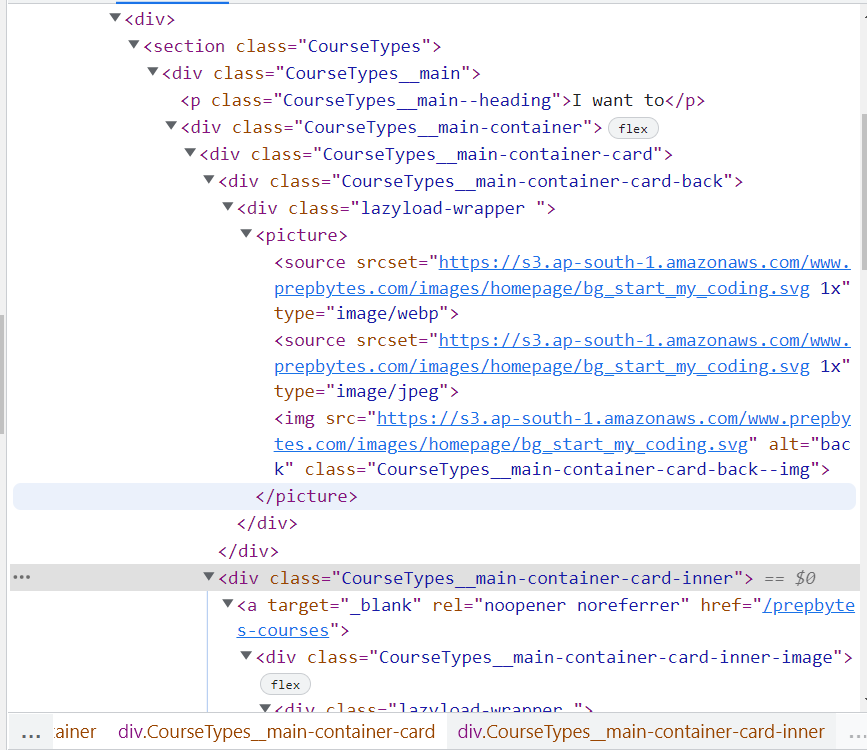 <div>
<section class="CourseTypes">
<div class="CourseTypes__main">
<p class="CourseTypes__main--heading">I want to</p>
<div class="CourseTypes__main-container"> flex
<div class="CourseTypes__main-container-card">
<div class="CourseTypes__main-container-card-back">
<div class="lazyload-wrapper ">
<picture>
<source srcset="https://s3.ap-south-1.amazonaws.com/www.
prepbytes.com/images/homepage/bg_start_my_coding.svg 1x"
type="image/webp">
<source srcset="https://s3.ap-south-1.amazonaws.com/www.
prepbytes.com/images/homepage/bg_start_my_coding.svg 1x"
type="image/jpeg">
<img src="https://s3.ap-south-1.amazonaws.com/www.prepby
tes.com/images/homepage/bg_start_my_coding.svg" alt="bac
k" class="CourseTypes__main-container-card-back--img">
</picture>
</div>
</div>
... <div class="CourseTypes__main-container-card-inner"> == $0
<a target="_blank" rel="noopener noreferrer" href="/prepbyte
s-courses">
<div class="CourseTypes__main-container-card-inner-image">
flex
<div class="lazyload-wrapper ">
... tainer div.CourseTypes__main-container-card div.CourseTypes__main-container-card-inner ...